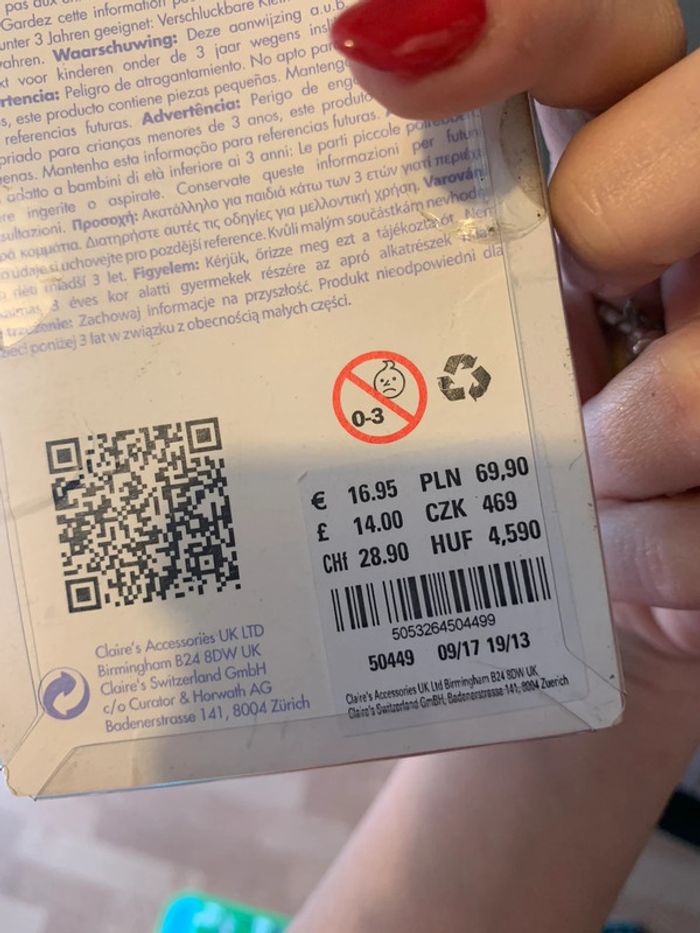 pas aux
Gardez cette information
unter 3 Jahren geeignet: Verschluckbare
Waarschuwing: Deze aanwijzing a.u.b.
voor kinderen onder de 3 jaar wegens
Peligro de atragantamiento. No apto para
este producto contiene piezas pequeñas.
referencias futuras. Advertência: Perigo de
para crianças menores de 3 anos, este produto
Mantenha esta informação para referencias futuras.
adatto a bambini di età inferiore ai 3 anni: Le parti piccole
ingerite o aspirate. Conservate queste informazioni per
Προσοχή: Ακατάλληλο για παιδιά κάτω των 3 ετών γιατί
κομμάτια. Διατηρήστε αυτές τις οδηγίες για μελλοντική χρήση. Varování
údaje si uchovejte pro pozdější reference. Kvůli malým součástkám nevhodné
mladší 3 let. Figyelem: Kérjük, őrizze meg ezt a tájékoztatót. Nem
3 éves kor alatti gyermekek részére az apró alkatrészek
Zachowaj informacje na przyszłość. Produkt nieodpowiedni dla
poniżej 3 lat w związku z obecnością małych części.
0-3
€ 16.95 PLN 69,90
£ 14.00 CZK 469
CHf 28.90 HUF 4,590
5053264504499
50449 09/17 19/13
Claire's Accessories UK Ltd Birmingham B24 8DW UK
Claire's Switzerland GmBH, Badenerstrasse 141, 8004 Zuerich
Claire's Accessories UK LTD
Birmingham B24 8DW UK
Claire's Switzerland GmbH
c/o Curator & Horwath AG
Badenerstrasse 141, 8004 Zürich